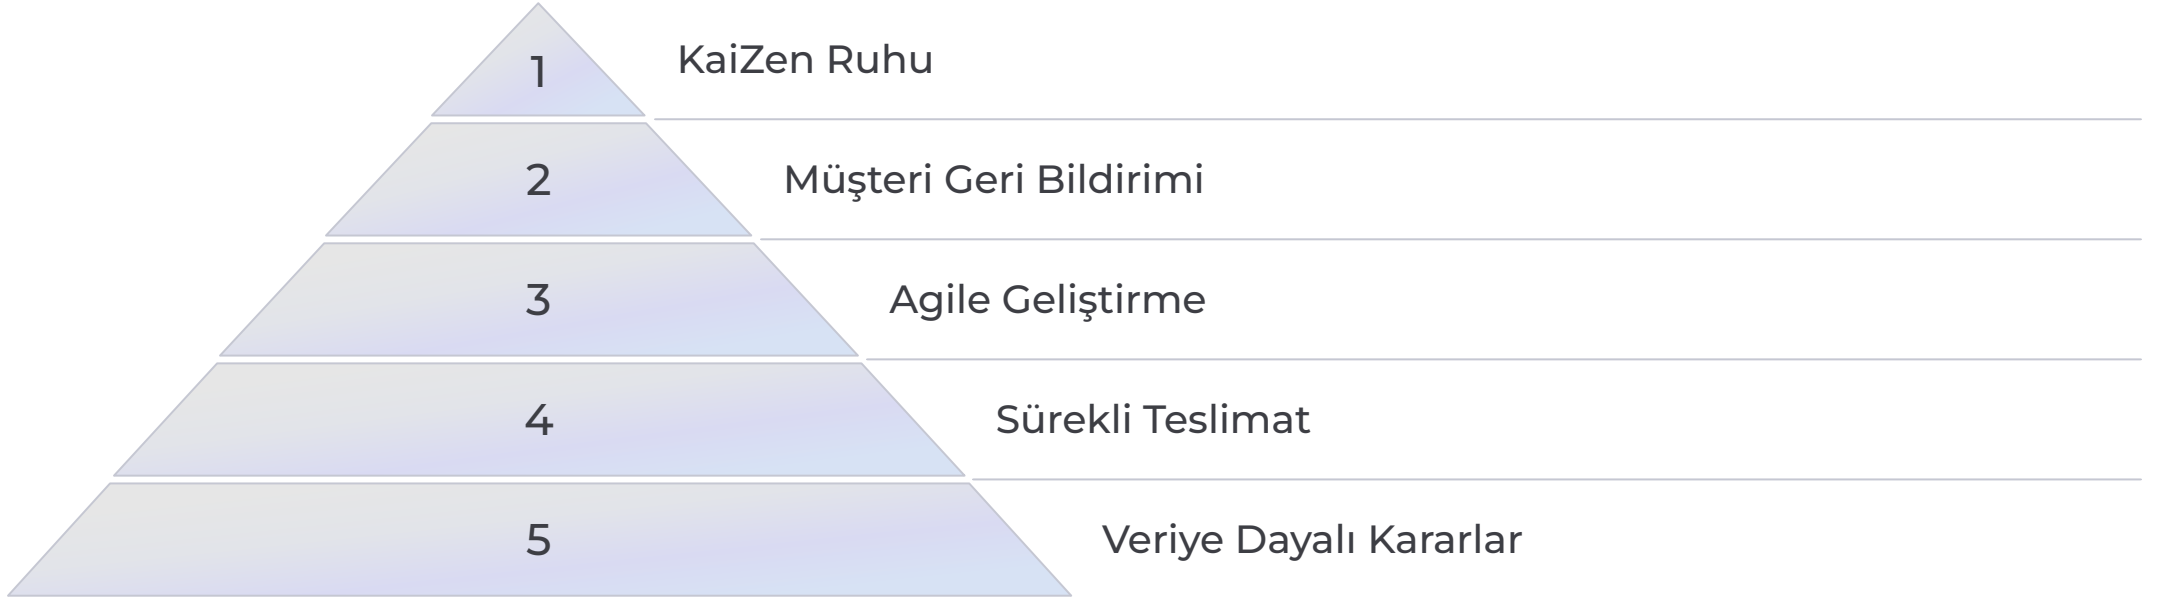 1
KaiZen Ruhu
2
Müşteri Geri Bildirimi
3
Agile Geliştirme
4
Sürekli Teslimat
5
Veriye Dayalı Kararlar